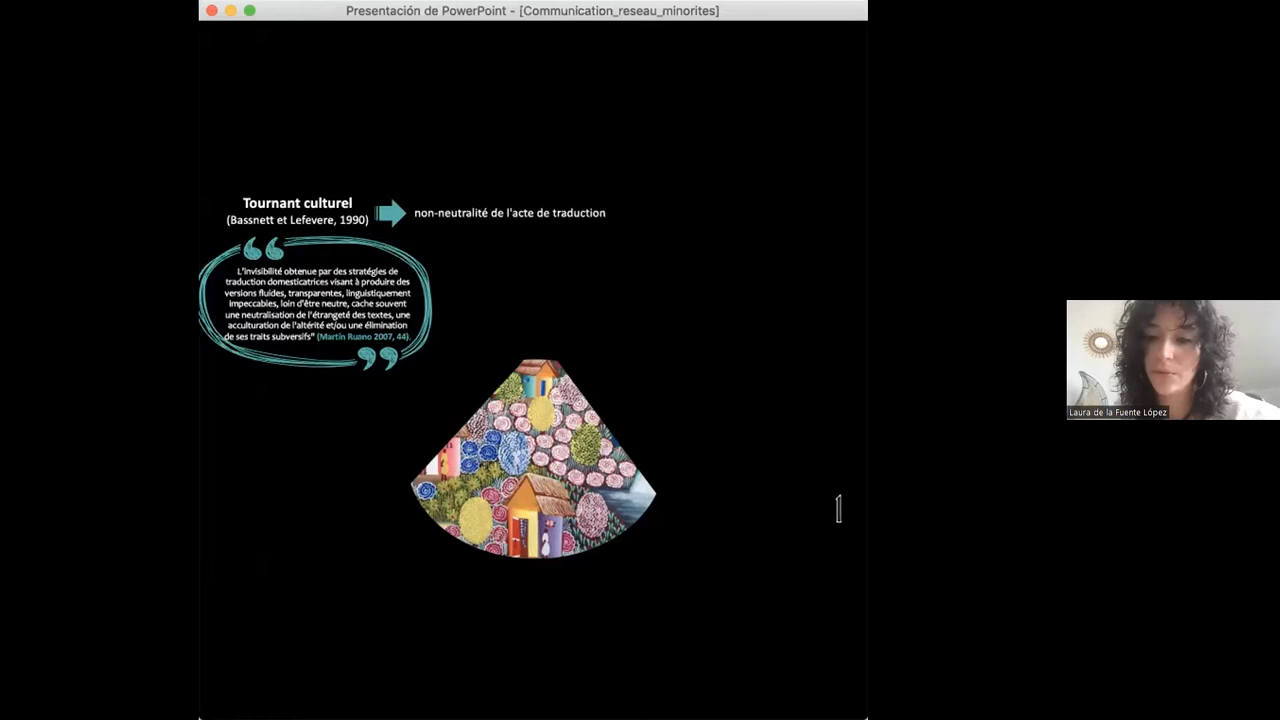 Presentación de PowerPoint - [Communication_reseau_minorites]
Tournant culturel
(Bassnett et Lefevere, 1990)
non-neutralité de l'acte de traduction
“
L'invisibilité obtenue par des stratégies de
traduction domesticatrices visant à produire des
versions fluides, transparentes, linguistiquement
impeccables, loin d'être neutre, cache souvent
une neutralisation de l'étrangeté des textes, une
acculturation de l'altérité et/ou une élimination
de ses traits subversifs” (Martín Ruano 2007, 44).
”
Laura de la Fuente López